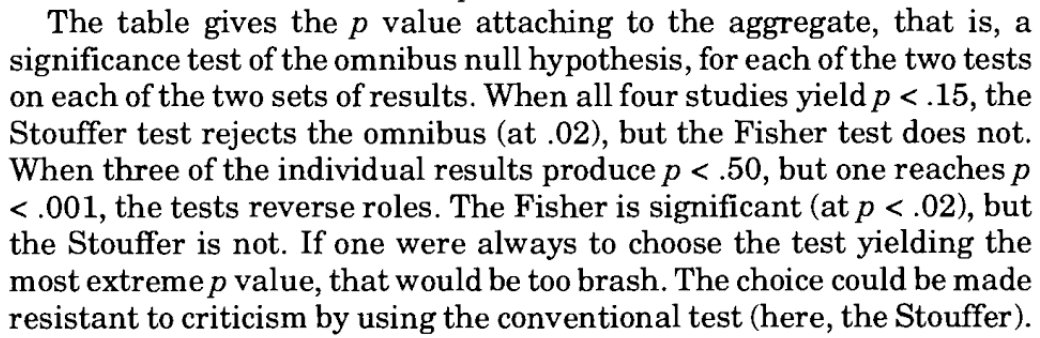 The table gives the p value attaching to the aggregate, that is, a
significance test of the omnibus null hypothesis, for each of the two tests
on each of the two sets of results. When all four studies yield p < .15, the
Stouffer test rejects the omnibus (at .02), but the Fisher test does not.
When three of the individual results produce p < .50, but one reaches p
< .001, the tests reverse roles. The Fisher is significant (at p < .02), but
the Stouffer is not. If one were always to choose the test yielding the
most extreme p value, that would be too brash. The choice could be made
resistant to criticism by using the conventional test (here, the Stouffer).